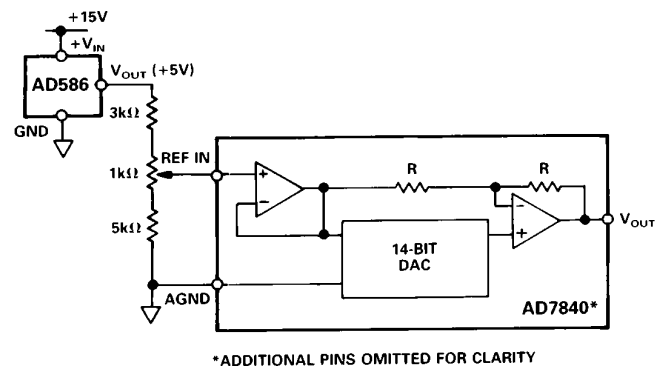 +15V
+VIN
AD586
VOUT (+5V)
3kΩ
GND
REF IN
1kΩ
R
R
+
−
−
+
VOUT
5kΩ
14-BIT
DAC
AGND
AD7840*
*ADDITIONAL PINS OMITTED FOR CLARITY